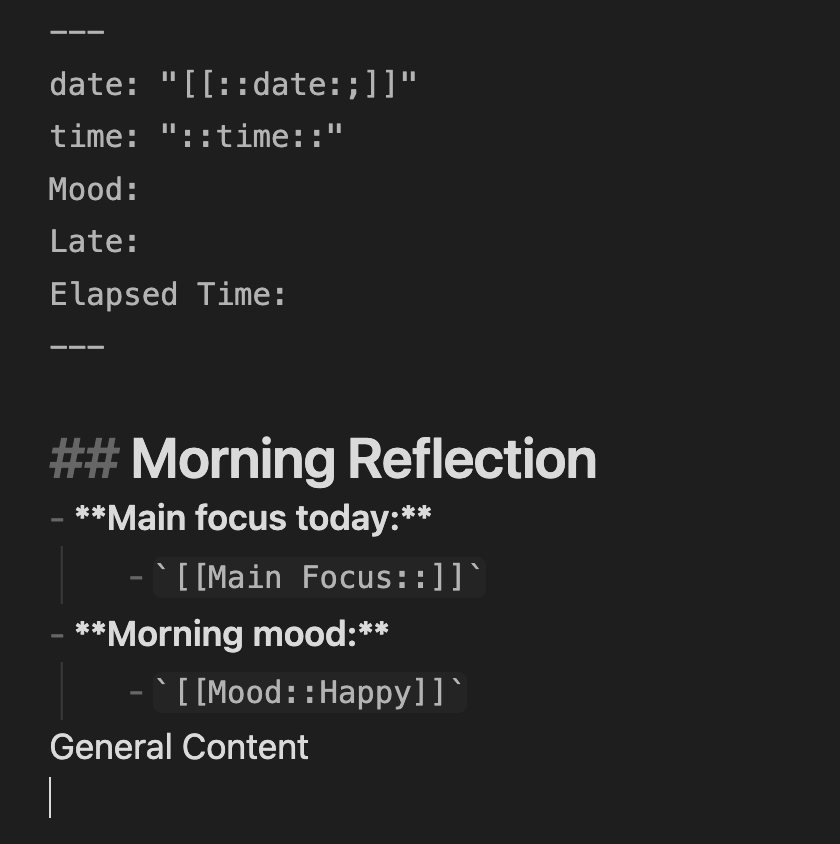 ---
date: "[[::date:;]]"
time: "::time::"
Mood:
Late:
Elapsed Time:
---
## Morning Reflection
- **Main focus today:**
- `[[Main Focus::]]`
- **Morning mood:**
- `[[Mood::Happy]]`
General Content